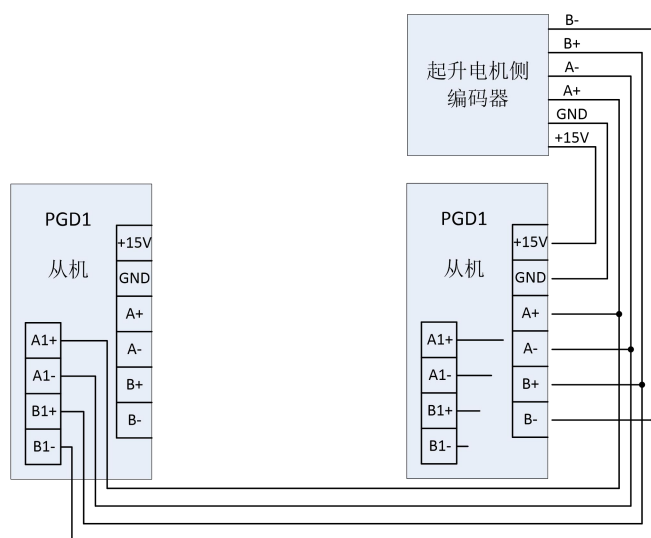 B-
B+
A-
A+
GND
+15V
起升电机侧
编码器
PGD1
从机
+15V
GND
A+
A-
B+
B-
A1+
A1-
B1+
B1-
PGD1
从机
+15V
GND
A+
A-
B+
B-
A1+
A1-
B1+
B1-